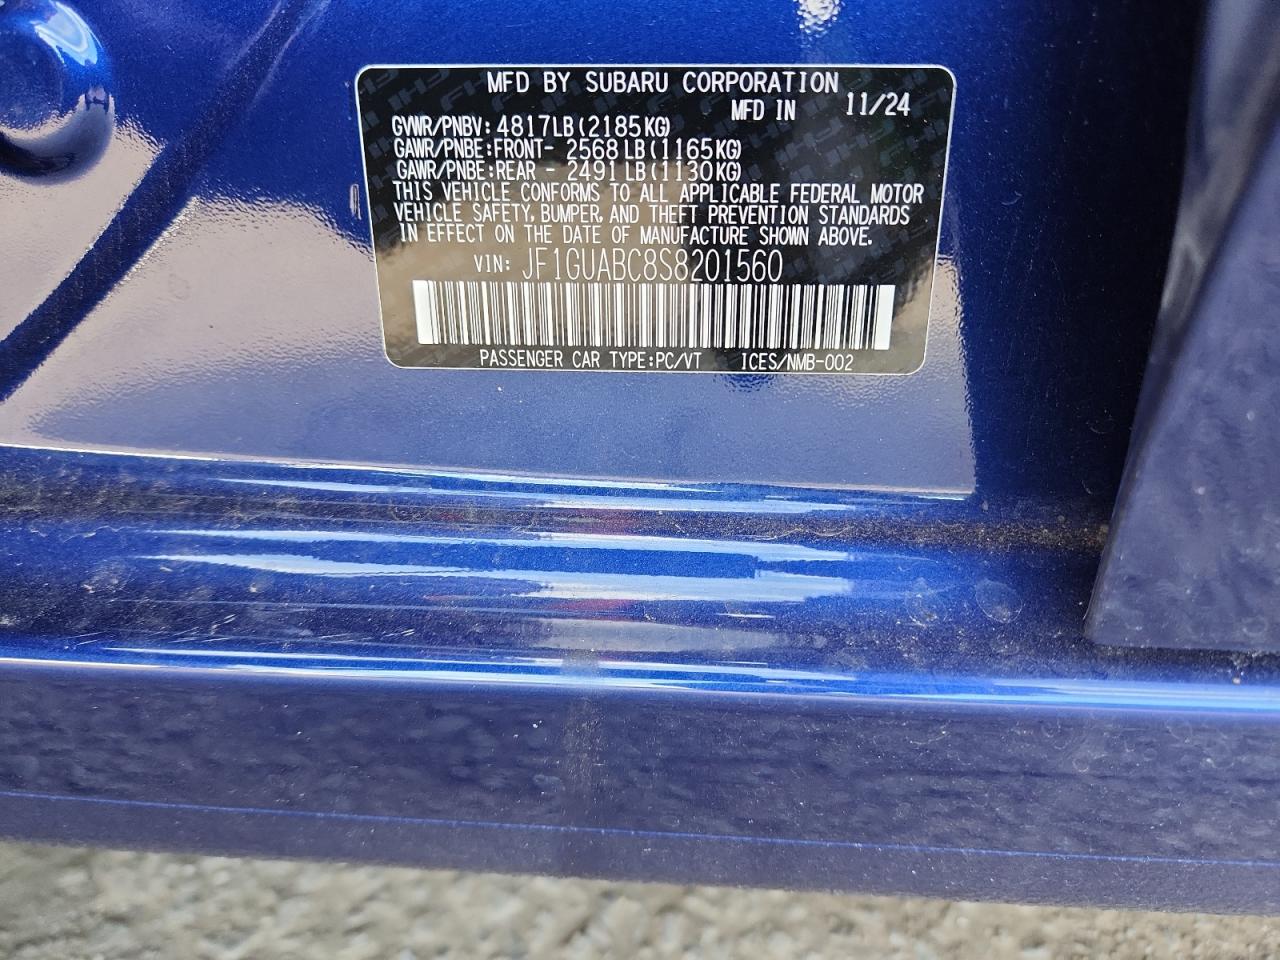 MFD BY SUBARU CORPORATION
MFD IN 11/24
GVWR/PNBV: 4817LB(2185KG)
GAWR/PNBE:FRONT- 2568LB(1165KG)
GAWR/PNBE:REAR - 2491LB(1130KG)
THIS VEHICLE CONFORMS TO ALL APPLICABLE FEDERAL MOTOR
VEHICLE SAFETY, BUMPER, AND THEFT PREVENTION STANDARDS
IN EFFECT ON THE DATE OF MANUFACTURE SHOWN ABOVE.
VIN: JF1GUABC8S8201560
PASSENGER CAR TYPE:PC/VT ICES/NMB-002